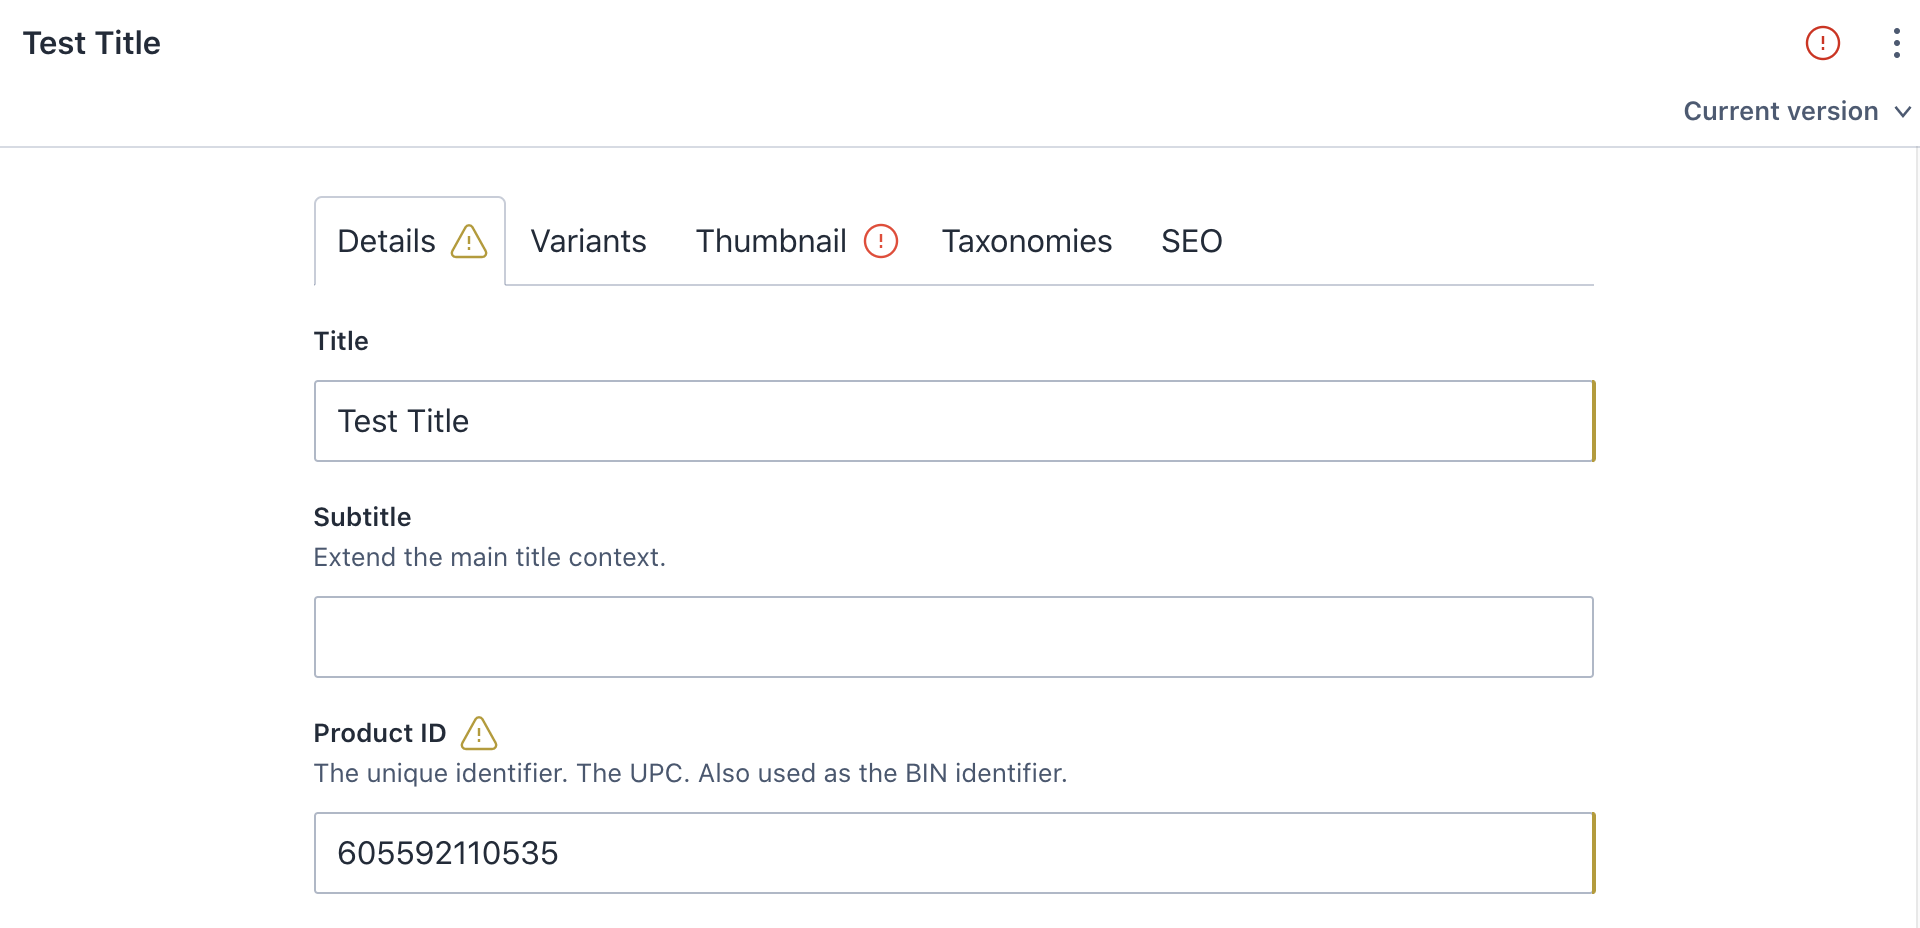 Test Title
Current version
Details Variants Thumbnail Taxonomies SEO
Title
Test Title
Subtitle
Extend the main title context.
Product ID
The unique identifier. The UPC. Also used as the BIN identifier.
605592110535